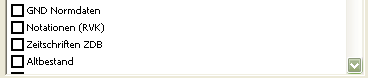 GND Normdaten
Notationen (RVK)
Zeitschriften ZDB
Altbestand